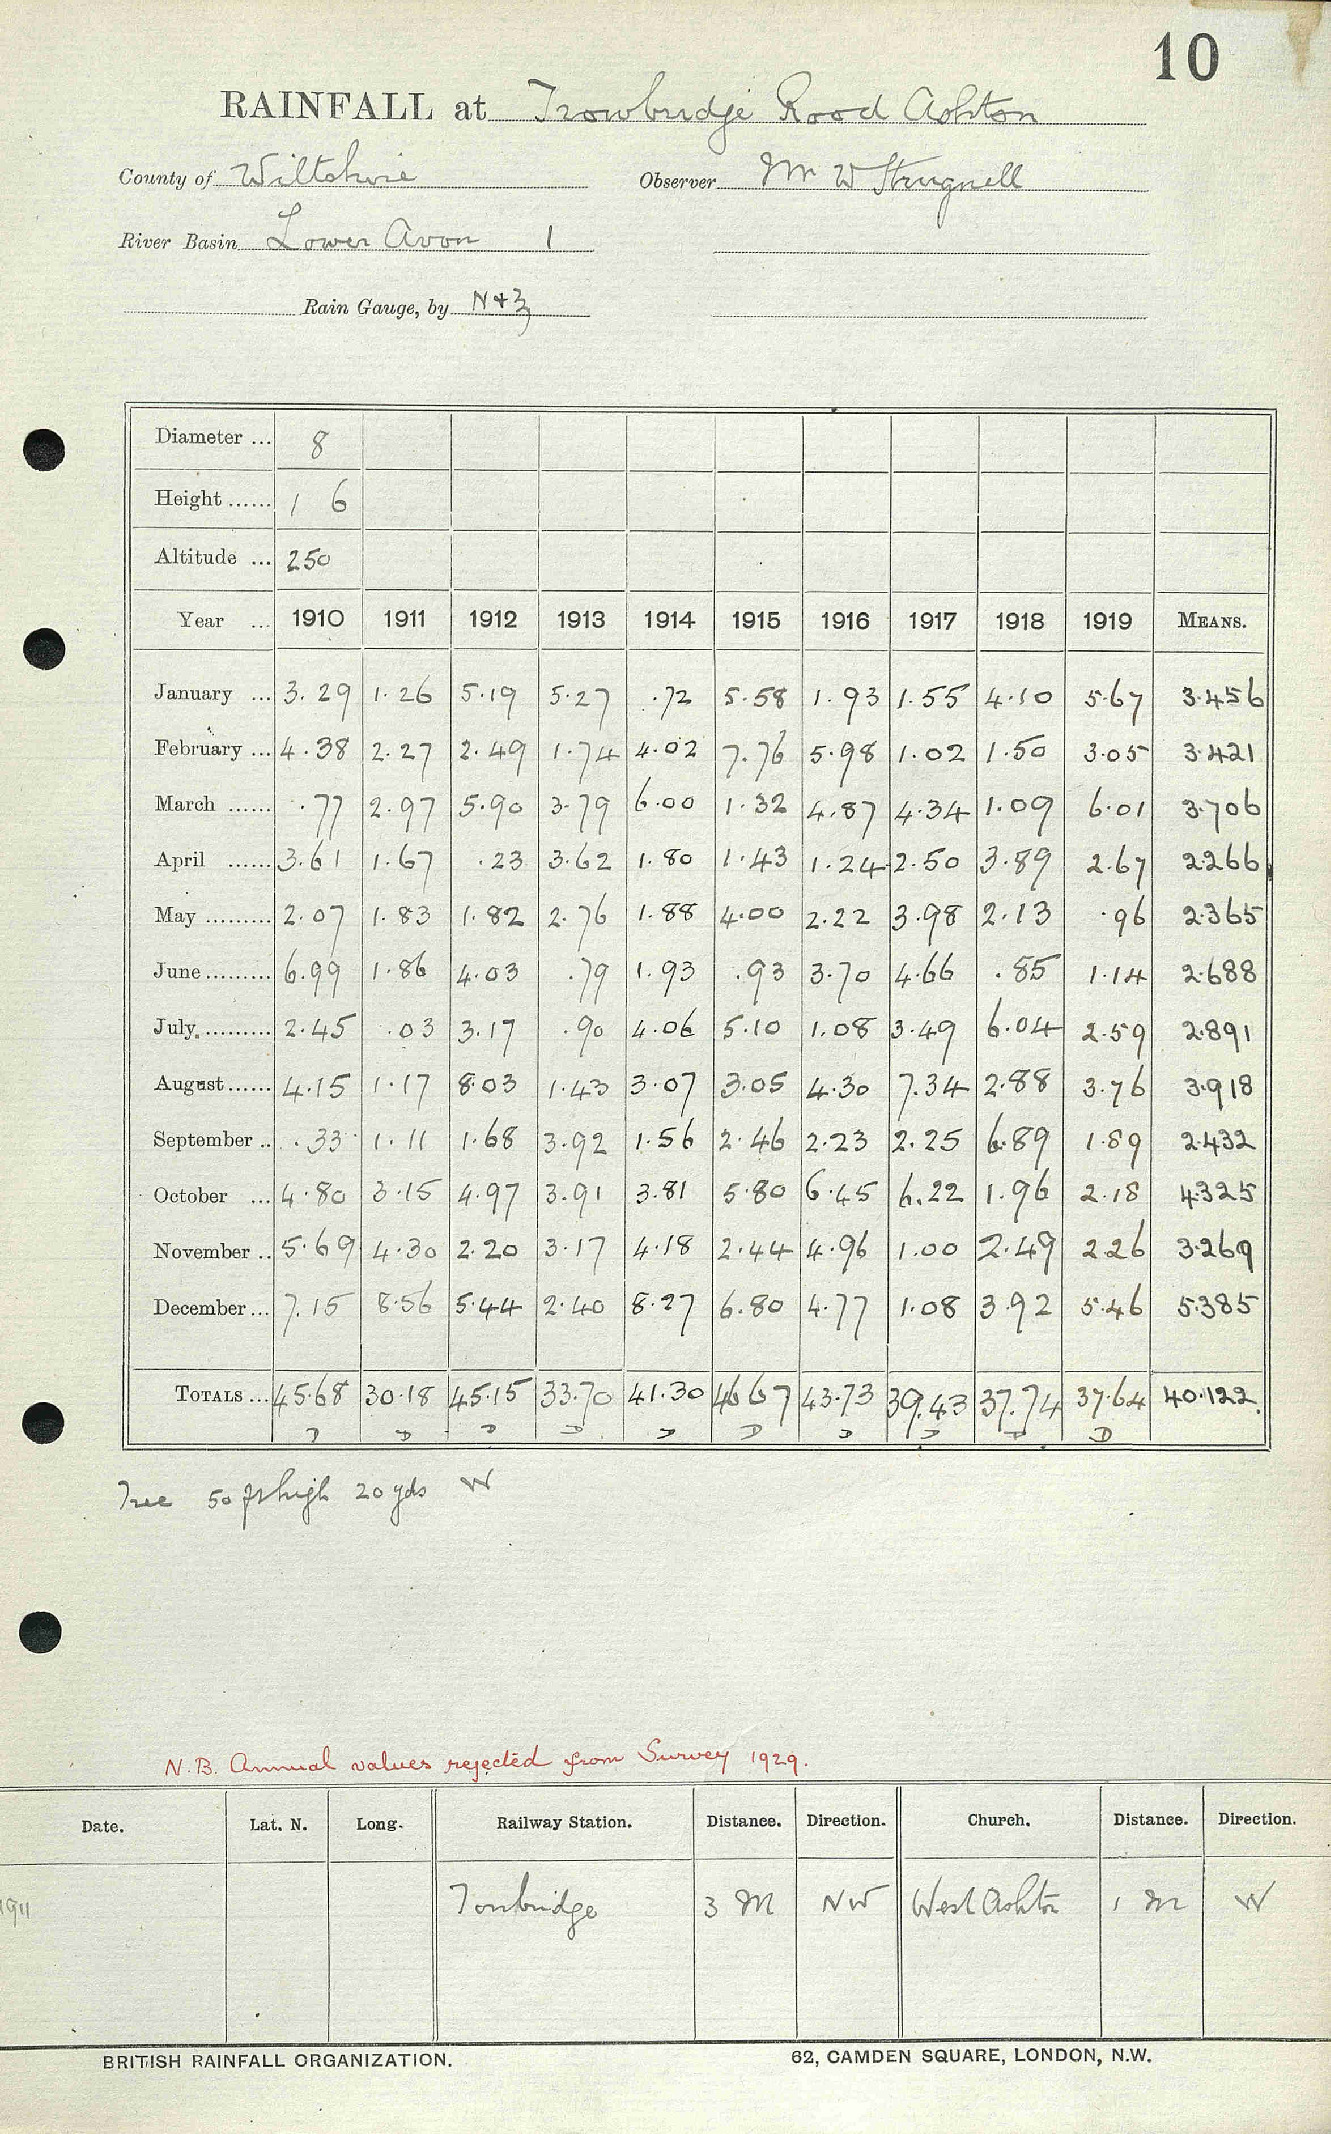 10
RAINFALL at Trowbridge Rood Ashton
County of Wiltshire Observer Mr W Strugnell
River Basin Lower Avon 1
Rain Gauge, by N+Z
Diameter ... 8
Height ...... 1 6
Altitude ... 250
Year ... 1910 1911 1912 1913 1914 1915 1916 1917 1918 1919 MEANS.
January ... 3.29 1.26 5.19 5.27 .72 5.58 1.93 1.55 4.10 5.67 3.456
February ... 4.38 2.27 2.49 1.74 4.02 7.76 5.98 1.02 1.50 3.05 3.421
March ...... .77 2.97 5.90 3.79 6.00 1.32 4.87 4.34 1.09 6.01 3.706
April ...... 3.61 1.67 .23 3.62 1.80 1.43 1.24 2.50 3.89 2.67 2.266
May ......... 2.07 1.83 1.82 2.76 1.88 4.00 2.22 3.98 2.13 .96 2.365
June ......... 6.99 1.86 4.03 .79 1.93 .93 3.70 4.66 .85 1.14 2.688
July ......... 2.45 .03 3.17 .90 4.06 5.10 1.08 3.49 6.04 2.59 2.891
August ...... 4.15 1.17 8.03 1.43 3.07 3.05 4.30 7.34 2.88 3.76 3.918
September .. .33 1.11 1.68 3.92 1.56 2.46 2.23 2.25 6.89 1.89 2.432
October ... 4.80 3.15 4.97 3.91 3.81 5.80 6.45 6.22 1.96 2.18 4.325
November .. 5.69 4.30 2.20 3.17 4.18 2.44 4.96 1.00 2.49 2.26 3.269
December ... 7.15 8.56 5.44 2.40 8.27 6.80 4.77 1.08 3.92 5.46 5.385
TOTALS ... 45.68 30.18 45.15 33.70 41.30 46.67 43.73 39.43 37.74 37.64 40.122
D D D D D D D D D D
Tree 50 ft high 20 yds W
N.B. Annual values rejected from Survey 1929.
Date. Lat. N. Long. Railway Station. Distance. Direction. Church. Distance. Direction.
1911 Towbridge 3 M NW West Ashton 1 M W
BRITISH RAINFALL ORGANIZATION. 62, CAMDEN SQUARE, LONDON, N.W.